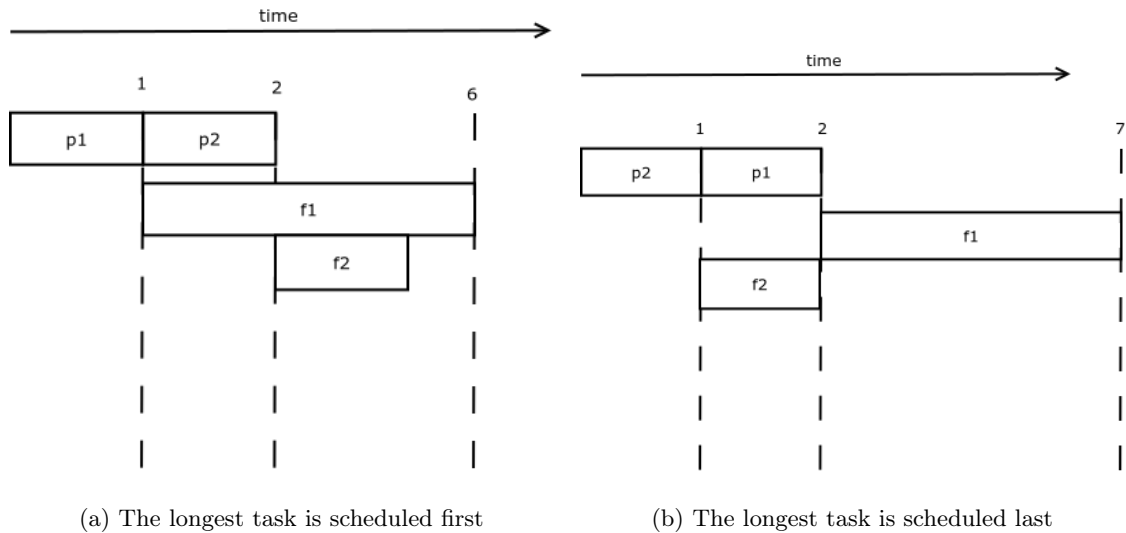 time
1
2
6
p1
p2
f1
f2
(a) The longest task is scheduled first
time
1
2
7
p2
p1
f1
f2
(b) The longest task is scheduled last